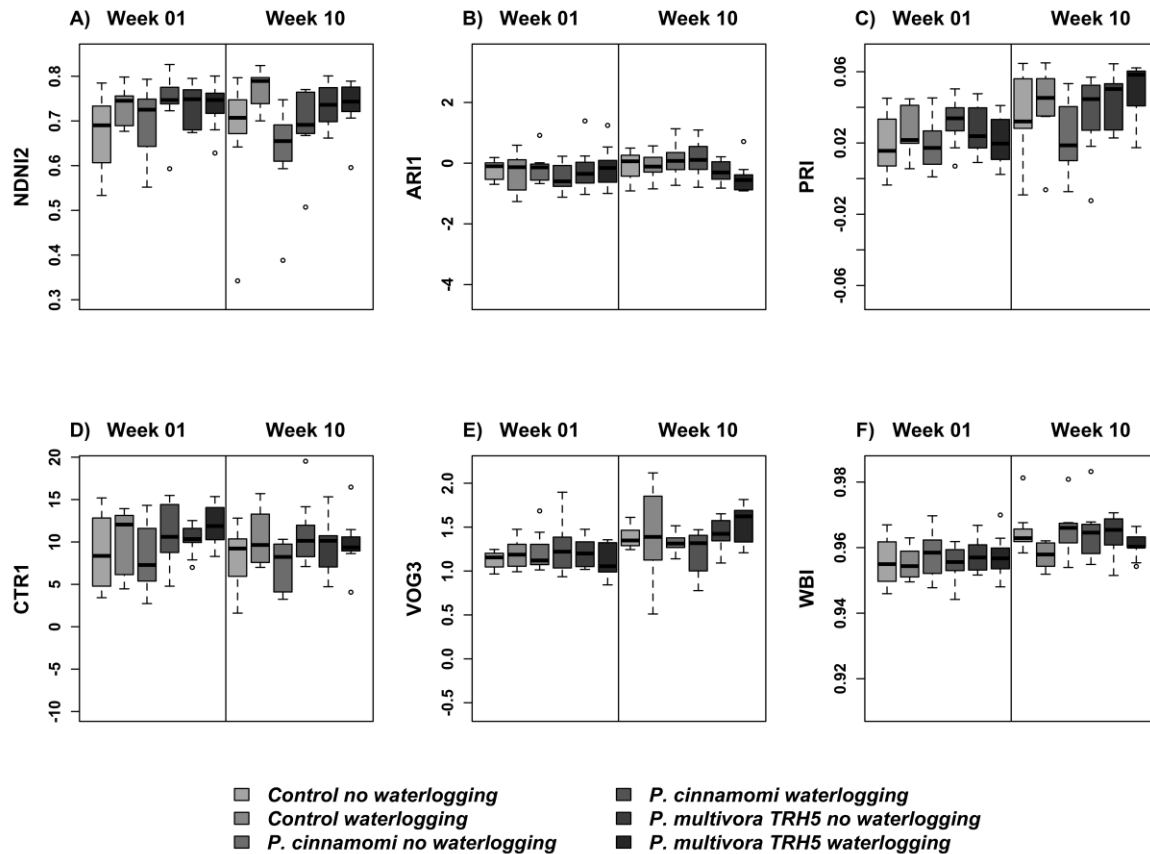 A) Week 01 Week 10
B) Week 01 Week 10
C) Week 01 Week 10
NDNI2
0.8
0.7
0.6
0.5
0.4
0.3
ARI1
2
0
-2
-4
PRI
0.06
0.02
-0.02
-0.06
D) Week 01 Week 10
E) Week 01 Week 10
F) Week 01 Week 10
CTR1
20
15
10
5
0
-10
VOG3
2.0
1.5
1.0
0.0
-0.5
WBI
0.98
0.96
0.94
0.92
Control no waterlogging
Control waterlogging
P. cinnamomi no waterlogging
P. cinnamomi waterlogging
P. multivora TRH5 no waterlogging
P. multivora TRH5 waterlogging